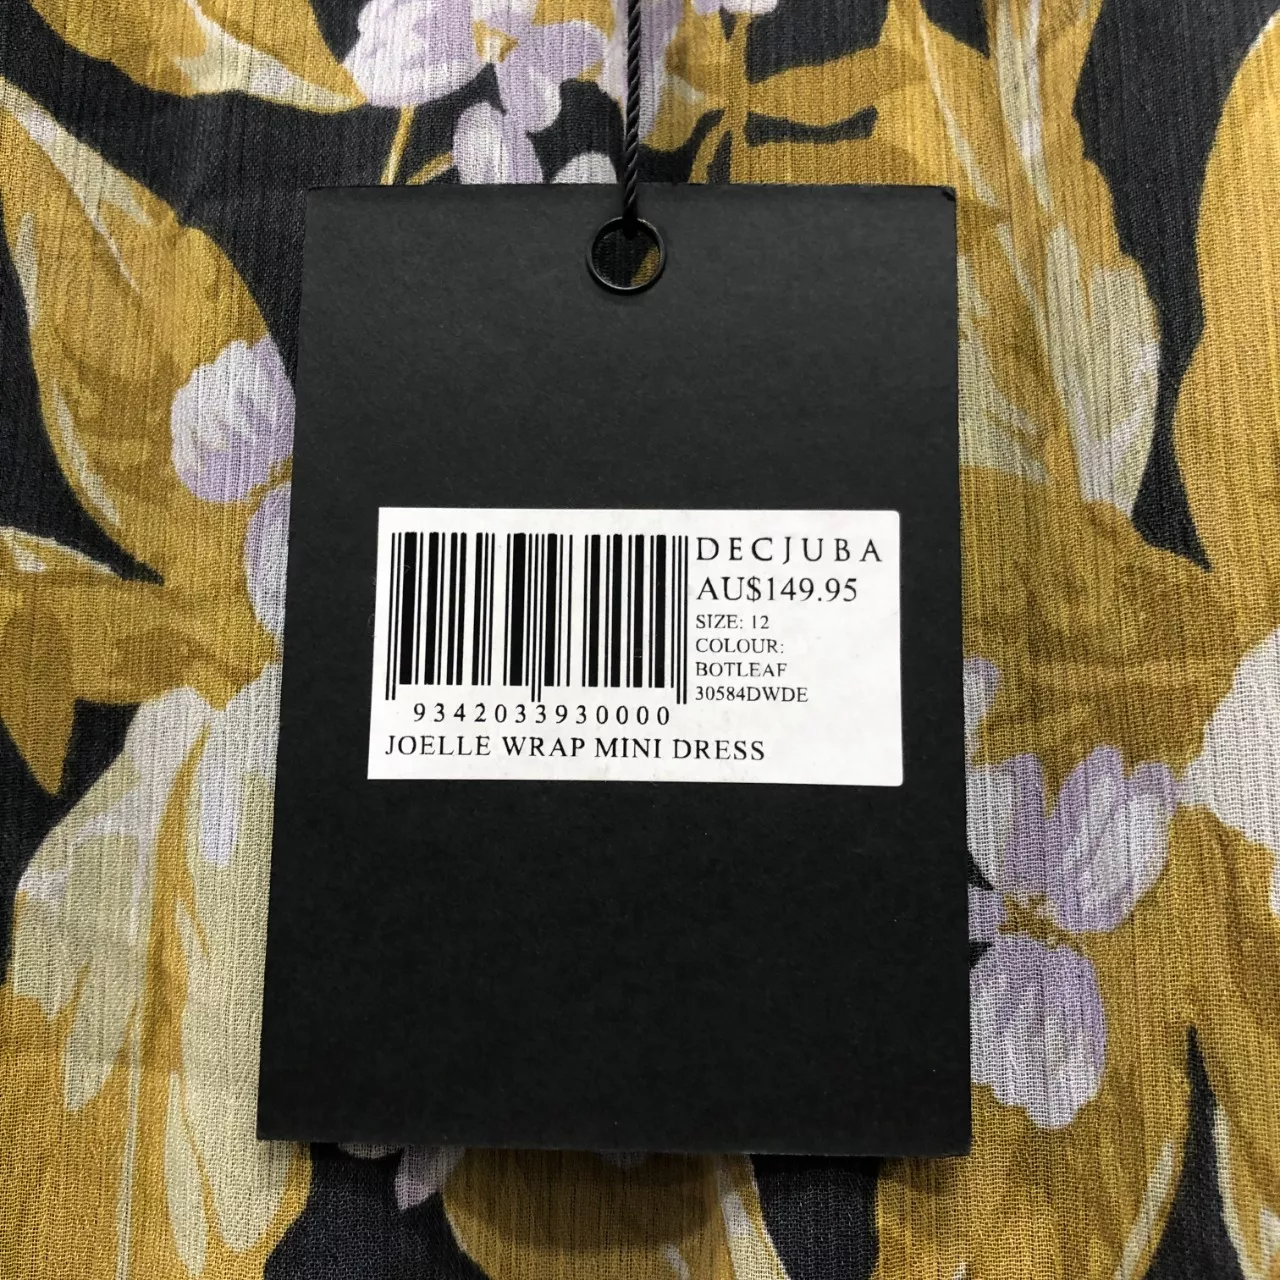 DECJUBA
AU$149.95
SIZE: 12
COLOUR:
BOTLEAF
30584DWDE
9342033930000
JOELLE WRAP MINI DRESS